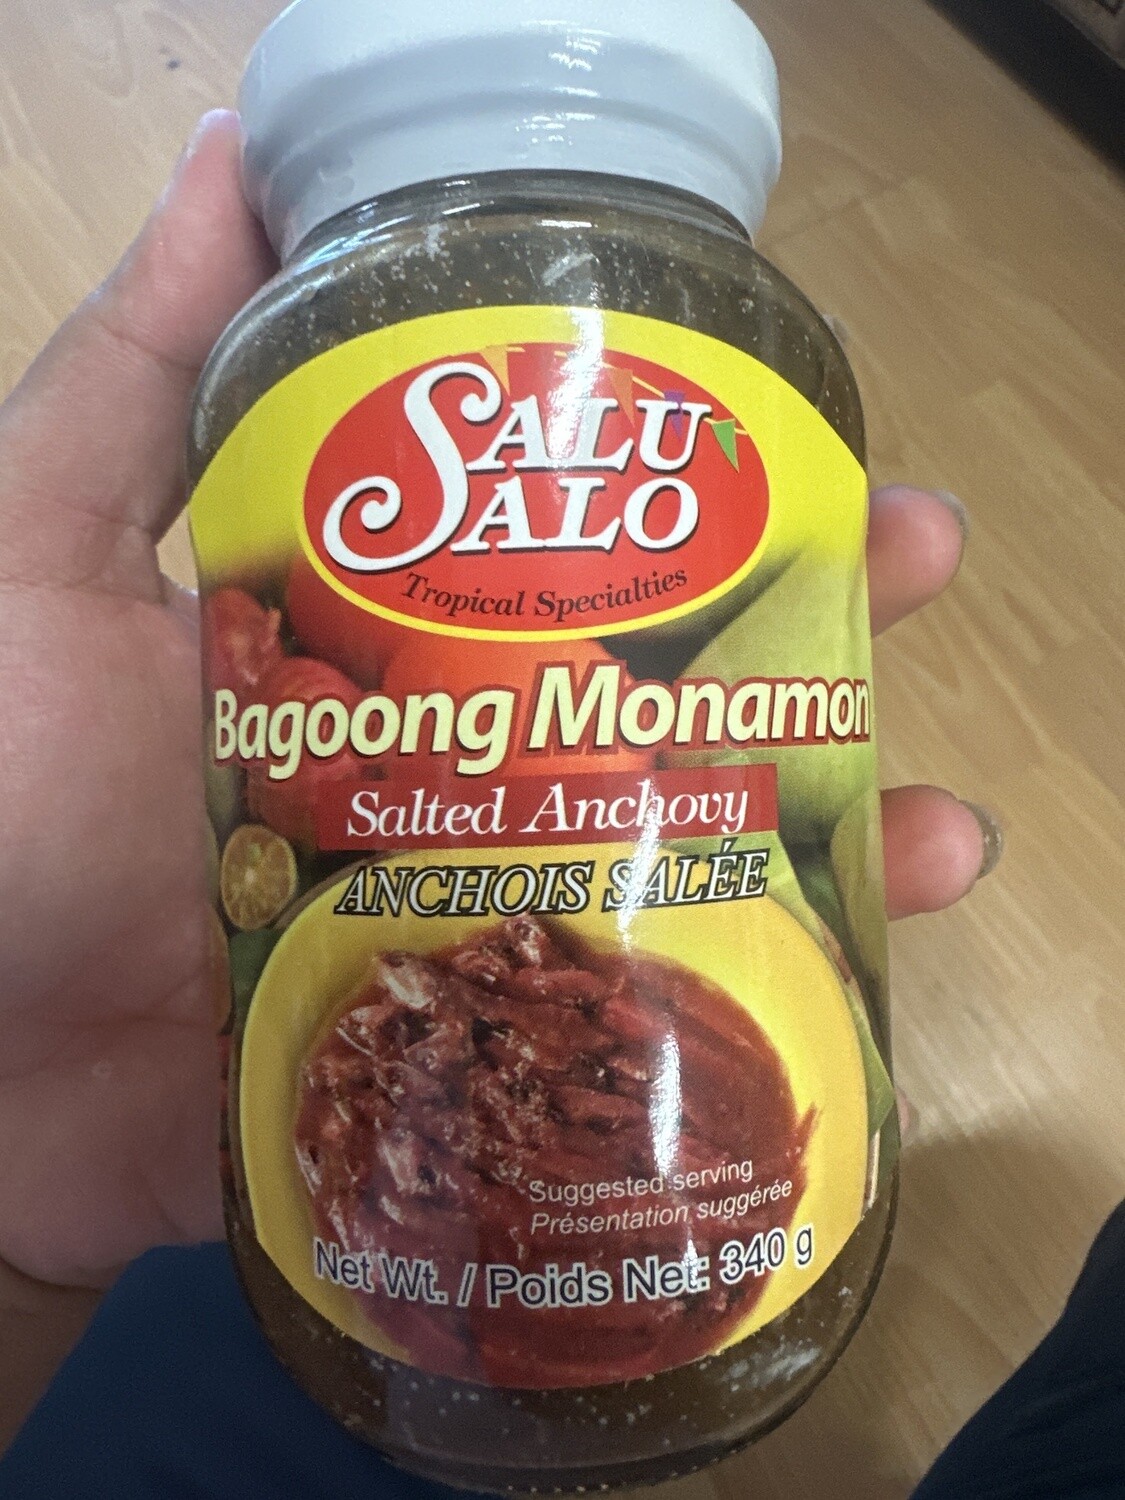 SALU
SALO
Tropical Specialties
Bagoong Monamon
Salted Anchovy
ANCHOIS SALÉE
Suggested serving
Présentation suggérée
Net Wt. / Poids Net: 340 g